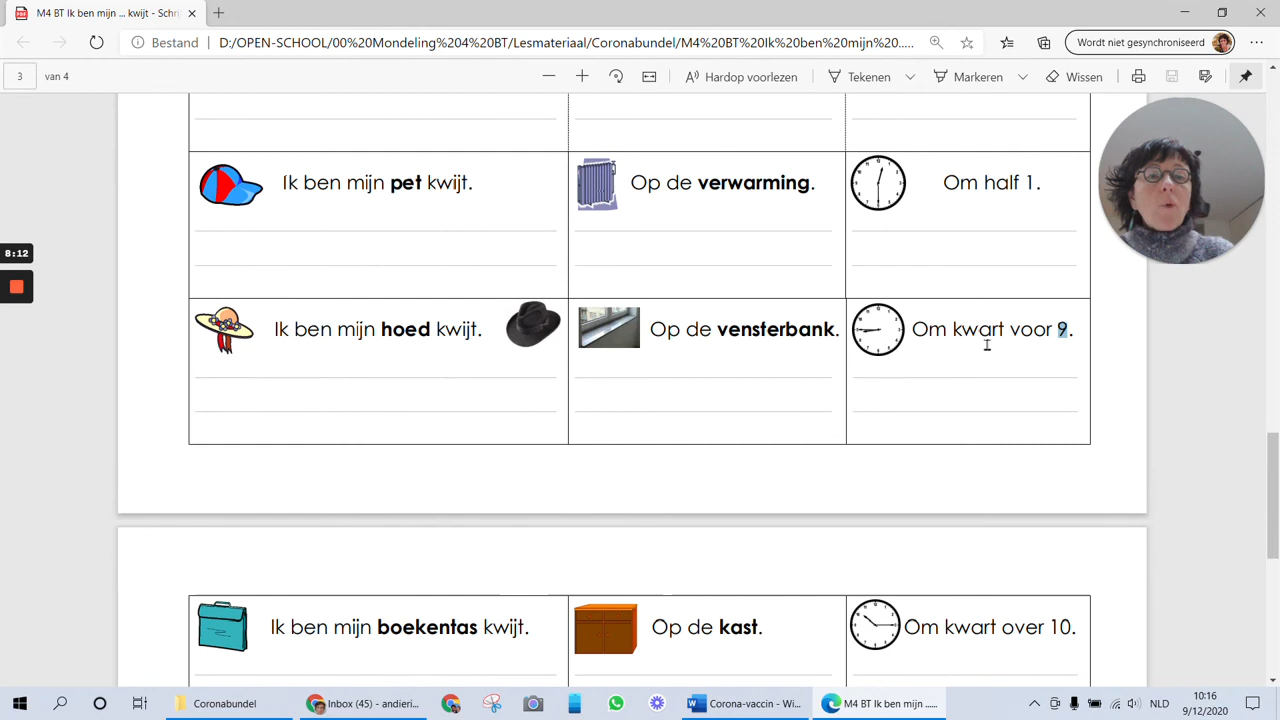 M4 BT Ik ben mijn ... kwijt - Schri
Bestand
D:/OPEN-SCHOOL/00%20Mondeling%204%20BT/Lesmateriaal/Coronabundel/M4%20BT%20Ik%20ben%20mijn%20.....
Wordt niet gesynchroniseerd
3 van 4
Hardop voorlezen
Tekenen
Markeren
Wissen
Ik ben mijn pet kwijt.
Op de verwarming.
Om half 1.
8:12
Ik ben mijn hoed kwijt.
Op de vensterbank.
Om kwart voor 9.
Ik ben mijn boekentas kwijt.
Op de kast.
Om kwart over 10.
Coronabundel
Inbox (45) - andieri...
Corona-vaccin - Wi...
M4 BT Ik ben mijn ......
NLD
10:16
9/12/2020